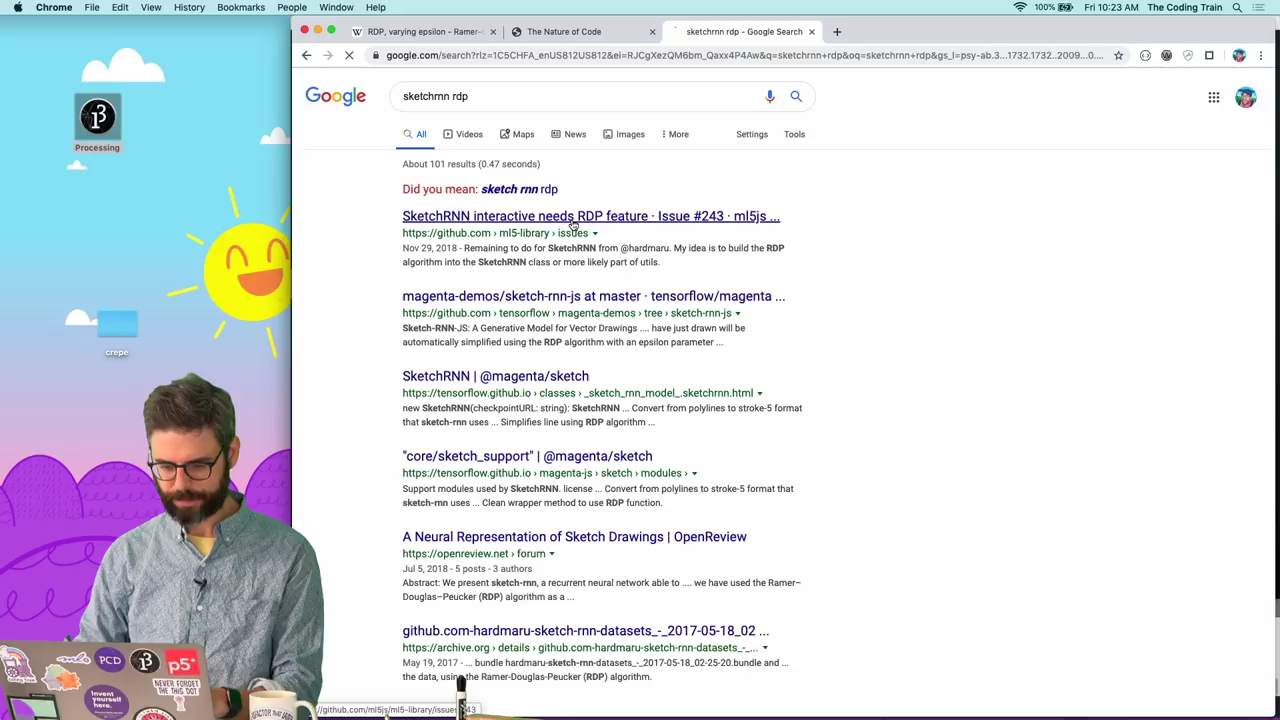 Chrome File Edit View History Bookmarks People Window Help 100% Fri 10:23 AM The Coding Train
RDP, varying epsilon - Ramer-
The Nature of Code
sketchrnn rdp - Google Search
google.com/search?rlz=1C5CHFA_enUS812US812&ei=RJCgXezQM6bm_Qaxx4P4Aw&q=sketchrnn+rdp&oq=sketchrnn+rdp&gs_l=psy-ab.3...1732.1732..2009...0....
Google
sketchrnn rdp
All Videos Maps News Images More Settings Tools
About 101 results (0.47 seconds)
Did you mean: sketch rnn rdp
SketchRNN interactive needs RDP feature · Issue #243 · ml5js ...
https://github.com › ml5-library › issues
Nov 29, 2018 - Remaining to do for SketchRNN from @hardmaru. My idea is to build the RDP
algorithm into the SketchRNN class or more likely part of utils.
magenta-demos/sketch-rnn-js at master · tensorflow/magenta ...
https://github.com › tensorflow › magenta-demos › tree › sketch-rnn-js
Sketch-RNN-JS: A Generative Model for Vector Drawings .... have just drawn will be
automatically simplified using the RDP algorithm with an epsilon parameter ...
SketchRNN | @magenta/sketch
https://tensorflow.github.io › classes › _sketch_rnn_model_.sketchrnn.html
new SketchRNN(checkpointURL: string): SketchRNN ... Convert from polylines to stroke-5 format
that sketch-rnn uses ... Simplifies line using RDP algorithm ...
"core/sketch_support" | @magenta/sketch
https://tensorflow.github.io › magenta-js › sketch › modules ›
Support modules used by SketchRNN. license ... Convert from polylines to stroke-5 format that
sketch-rnn uses ... Clean wrapper method to use RDP function.
A Neural Representation of Sketch Drawings | OpenReview
https://openreview.net › forum
Jul 5, 2018 - 5 posts - 3 authors
Abstract: We present sketch-rnn, a recurrent neural network able to .... we have used the Ramer–
Douglas–Peucker (RDP) algorithm as a ...
github.com-hardmaru-sketch-rnn-datasets_-_2017-05-18_02 ...
https://archive.org › details › github.com-hardmaru-sketch-rnn-datasets_-_...
May 19, 2017 - ... bundle hardmaru-sketch-rnn-datasets_-_2017-05-18_02-25-20.bundle and ...
the data, using the Ramer-Douglas-Peucker (RDP) algorithm.
Processing
crepe
PCD
p5*
NEVER FORGET
THE THIS DOT
Invent
yourself
here.